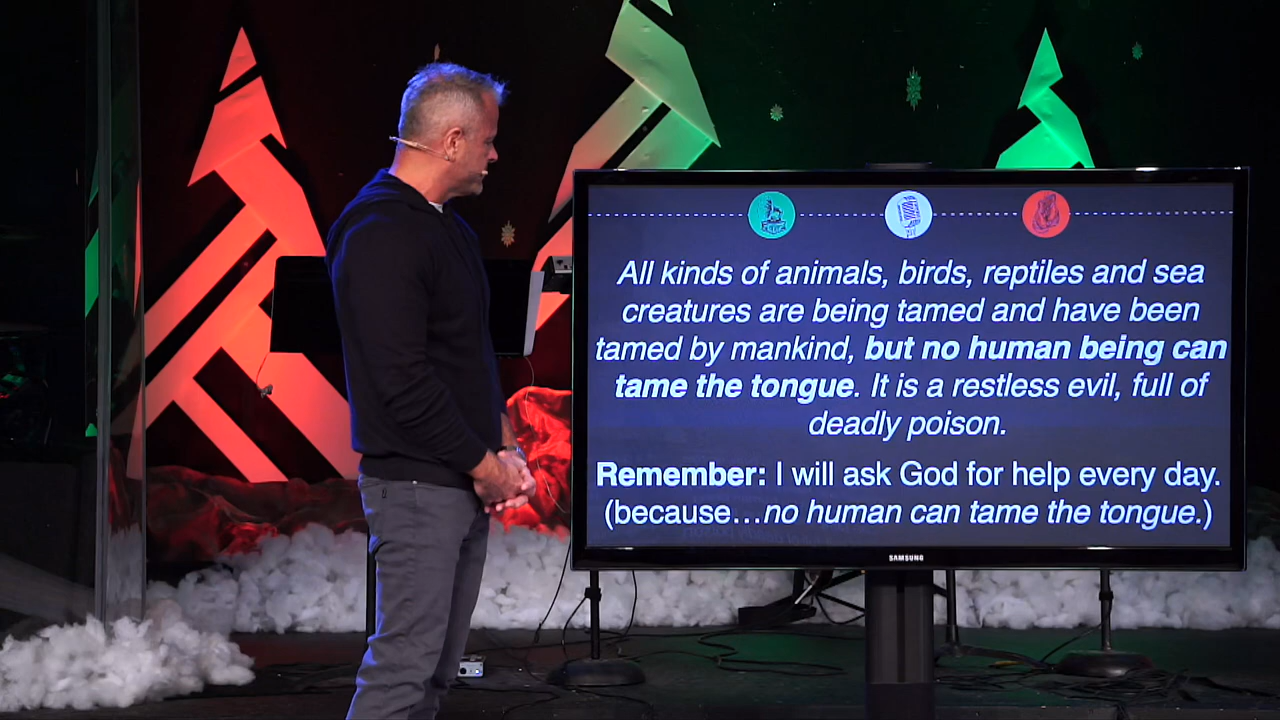 All kinds of animals, birds, reptiles and sea
creatures are being tamed and have been
tamed by mankind, but no human being can
tame the tongue. It is a restless evil, full of
deadly poison.
Remember: I will ask God for help every day.
(because…no human can tame the tongue.)
SAMSUNG